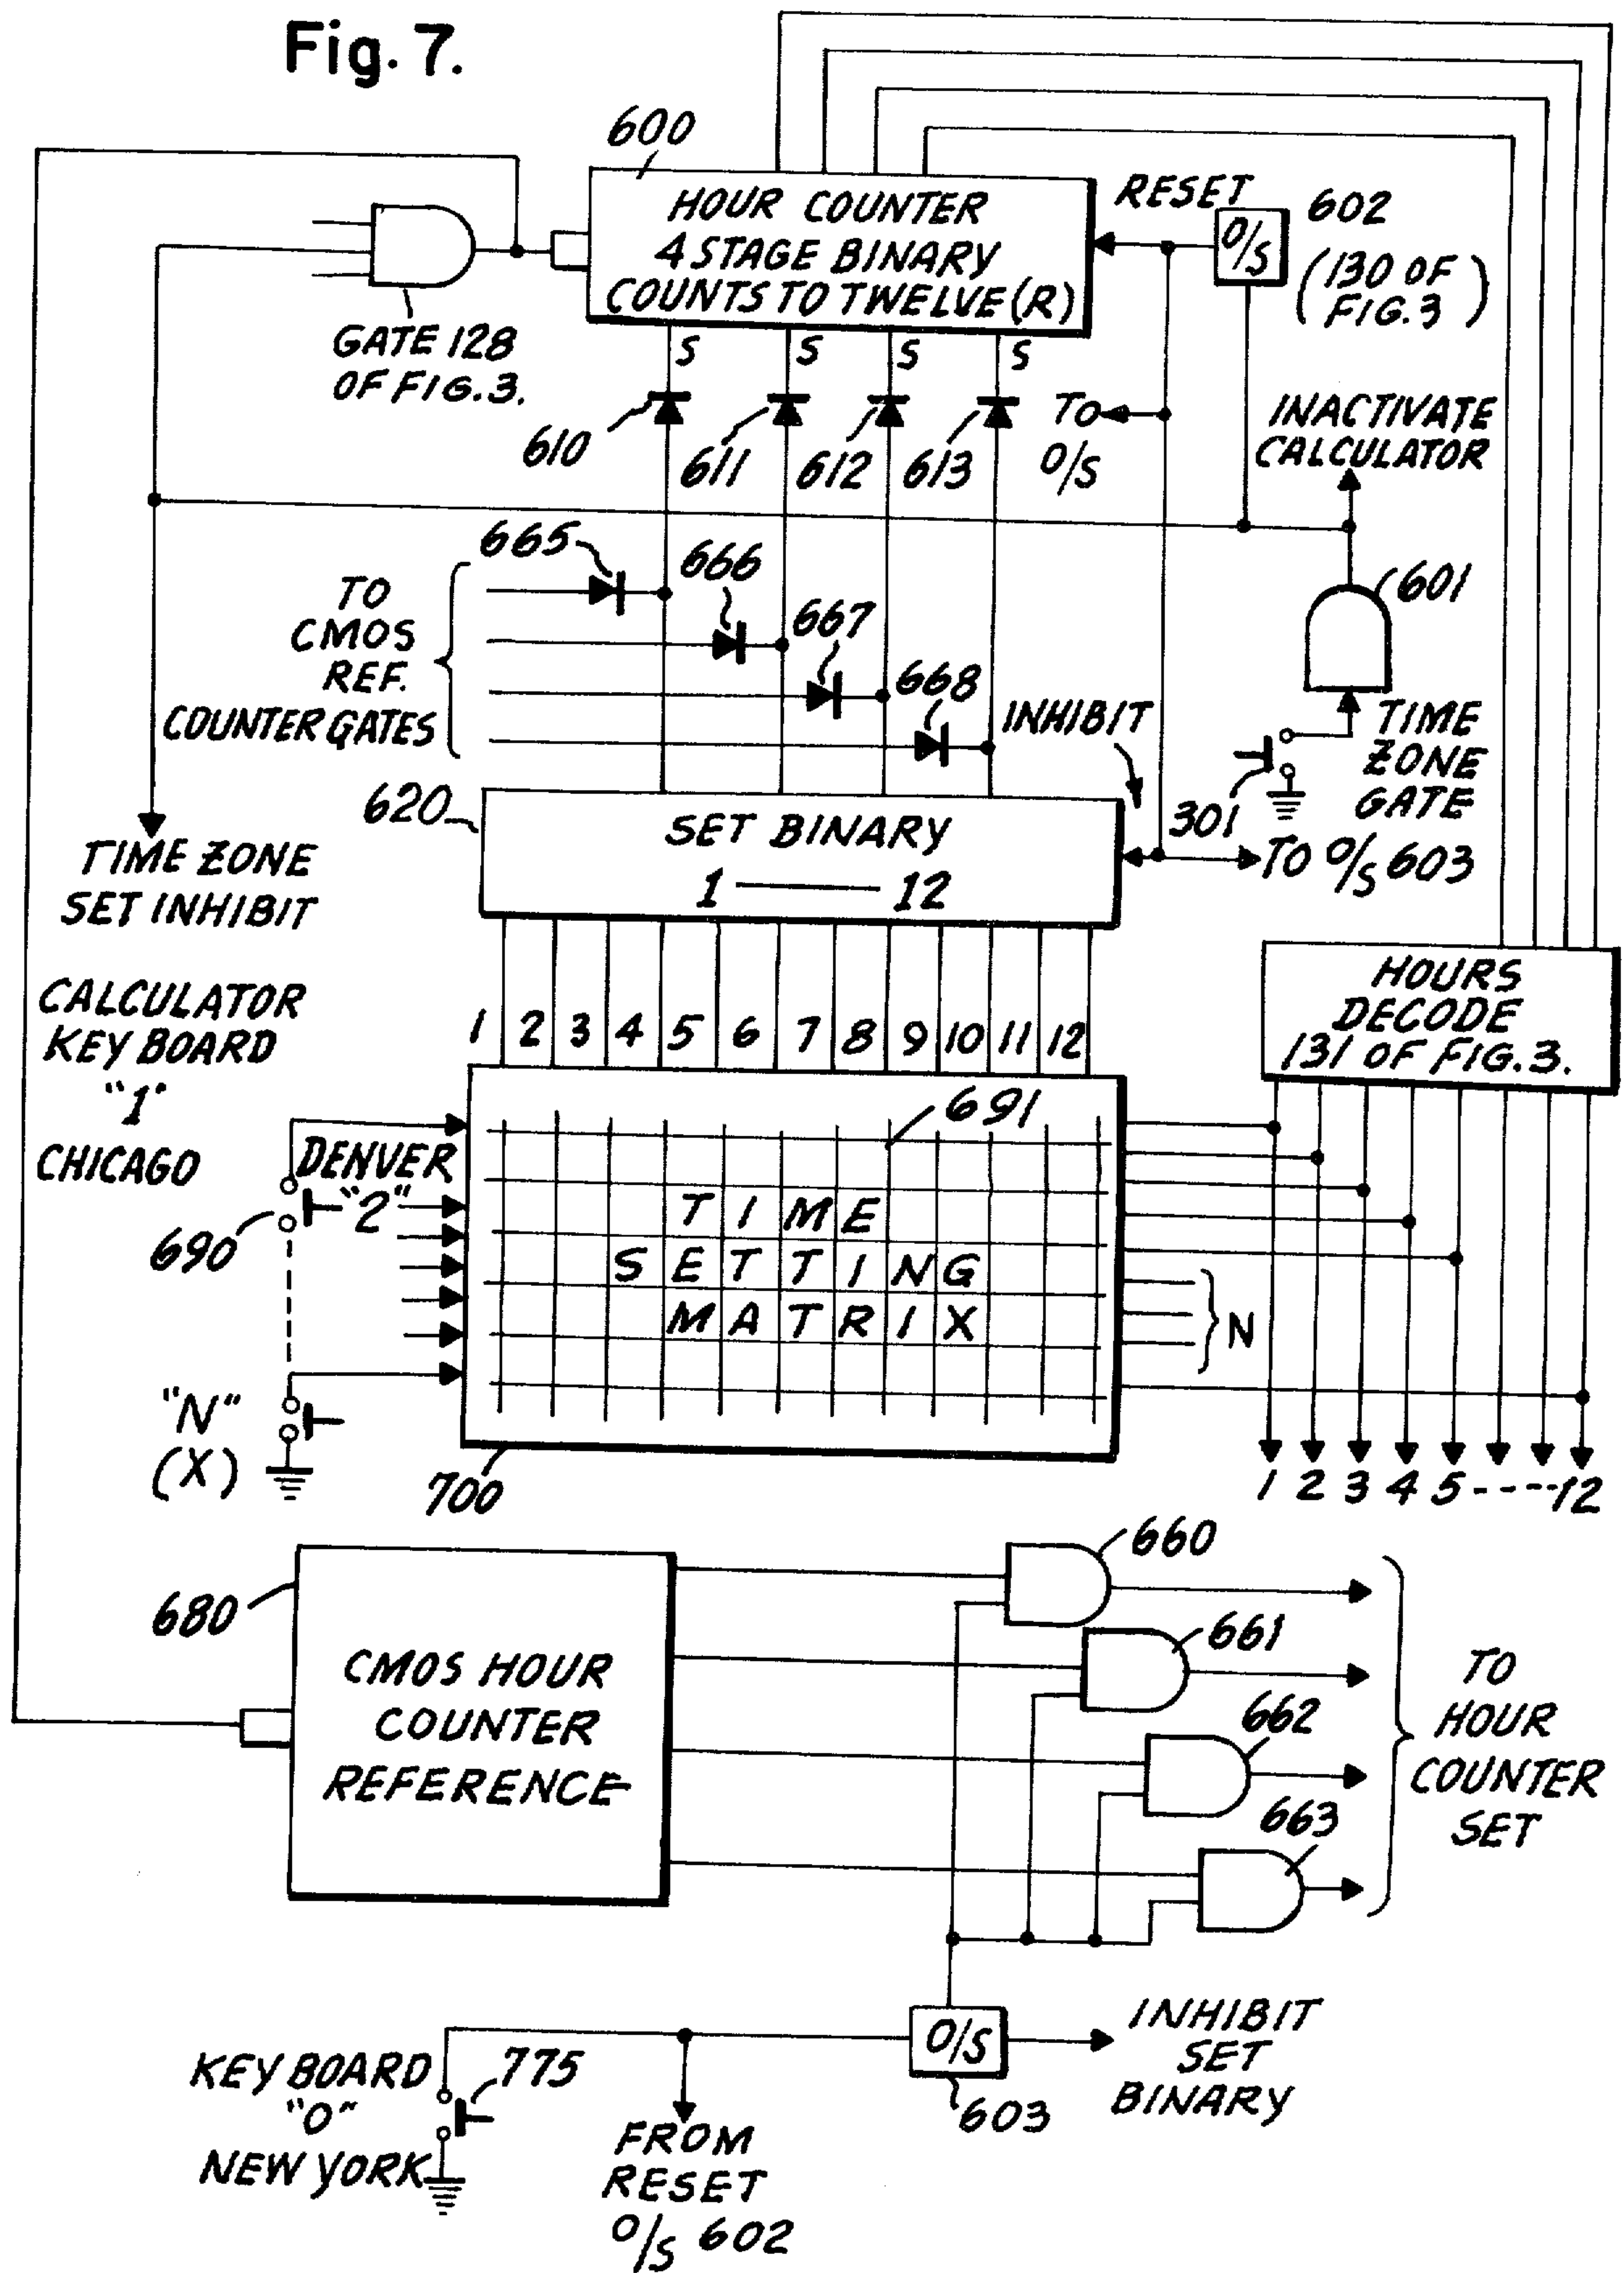 Fig. 7.
600
HOUR COUNTER
4 STAGE BINARY
COUNTS TO TWELVE (R)
RESET
O/S
602
(130 OF
FIG. 3)
GATE 128
OF FIG. 3.
S
S
S
S
610
611
612
613
TO
O/S
INACTIVATE
CALCULATOR
665
666
667
668
TO
CMOS
REF.
COUNTER GATES
601
INHIBIT
TIME
ZONE
GATE
301
620
SET BINARY
1 — 12
TO O/S 603
TIME ZONE
SET INHIBIT
CALCULATOR
KEY BOARD
"1"
CHICAGO
1 2 3 4 5 6 7 8 9 10 11 12
HOURS
DECODE
131 OF FIG. 3.
691
DENVER
"2"
690
TIME
SETTING
MATRIX
N
"N"
(X)
700
1 2 3 4 5 ---- 12
680
CMOS HOUR
COUNTER
REFERENCE
660
661
662
663
TO
HOUR
COUNTER
SET
O/S
603
INHIBIT
SET
BINARY
KEY BOARD
"0"
NEW YORK
775
FROM
RESET
O/S 602